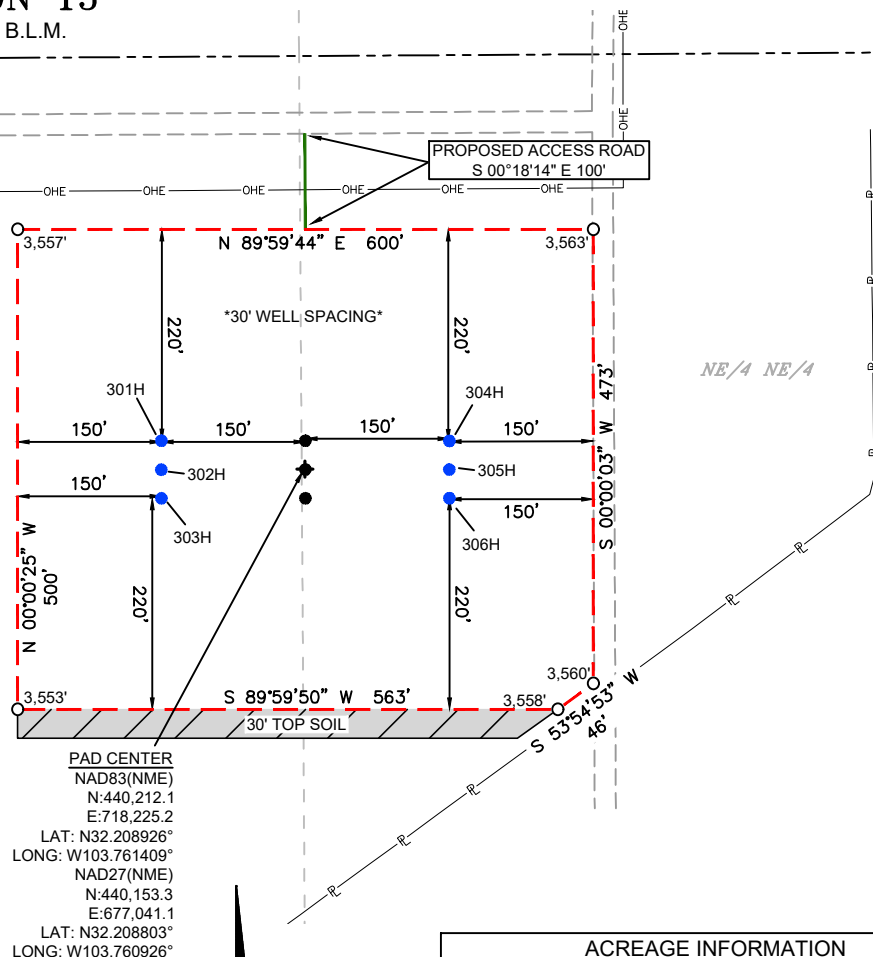 B.L.M.
OHE
OHE
PROPOSED ACCESS ROAD
S 00°18'14" E 100'
OHE OHE OHE OHE OHE OHE
3,557'
N 89°59'44" E 600'
3,563'
*30' WELL SPACING*
220'
220'
NE/4 NE/4
S 00°00'03" W 473'
301H
304H
150'
150'
150'
150'
302H
305H
150'
150'
303H
306H
N 00°00'25" W
500'
220'
220'
3,553'
S 89°59'50" W 563'
3,558'
3,560'
30' TOP SOIL
S 53°54'53" W
46'
PAD CENTER
NAD83(NME)
N:440,212.1
E:718,225.2
LAT: N32.208926°
LONG: W103.761409°
NAD27(NME)
N:440,153.3
E:677,041.1
LAT: N32.208803°
LONG: W103.760926°
ACREAGE INFORMATION